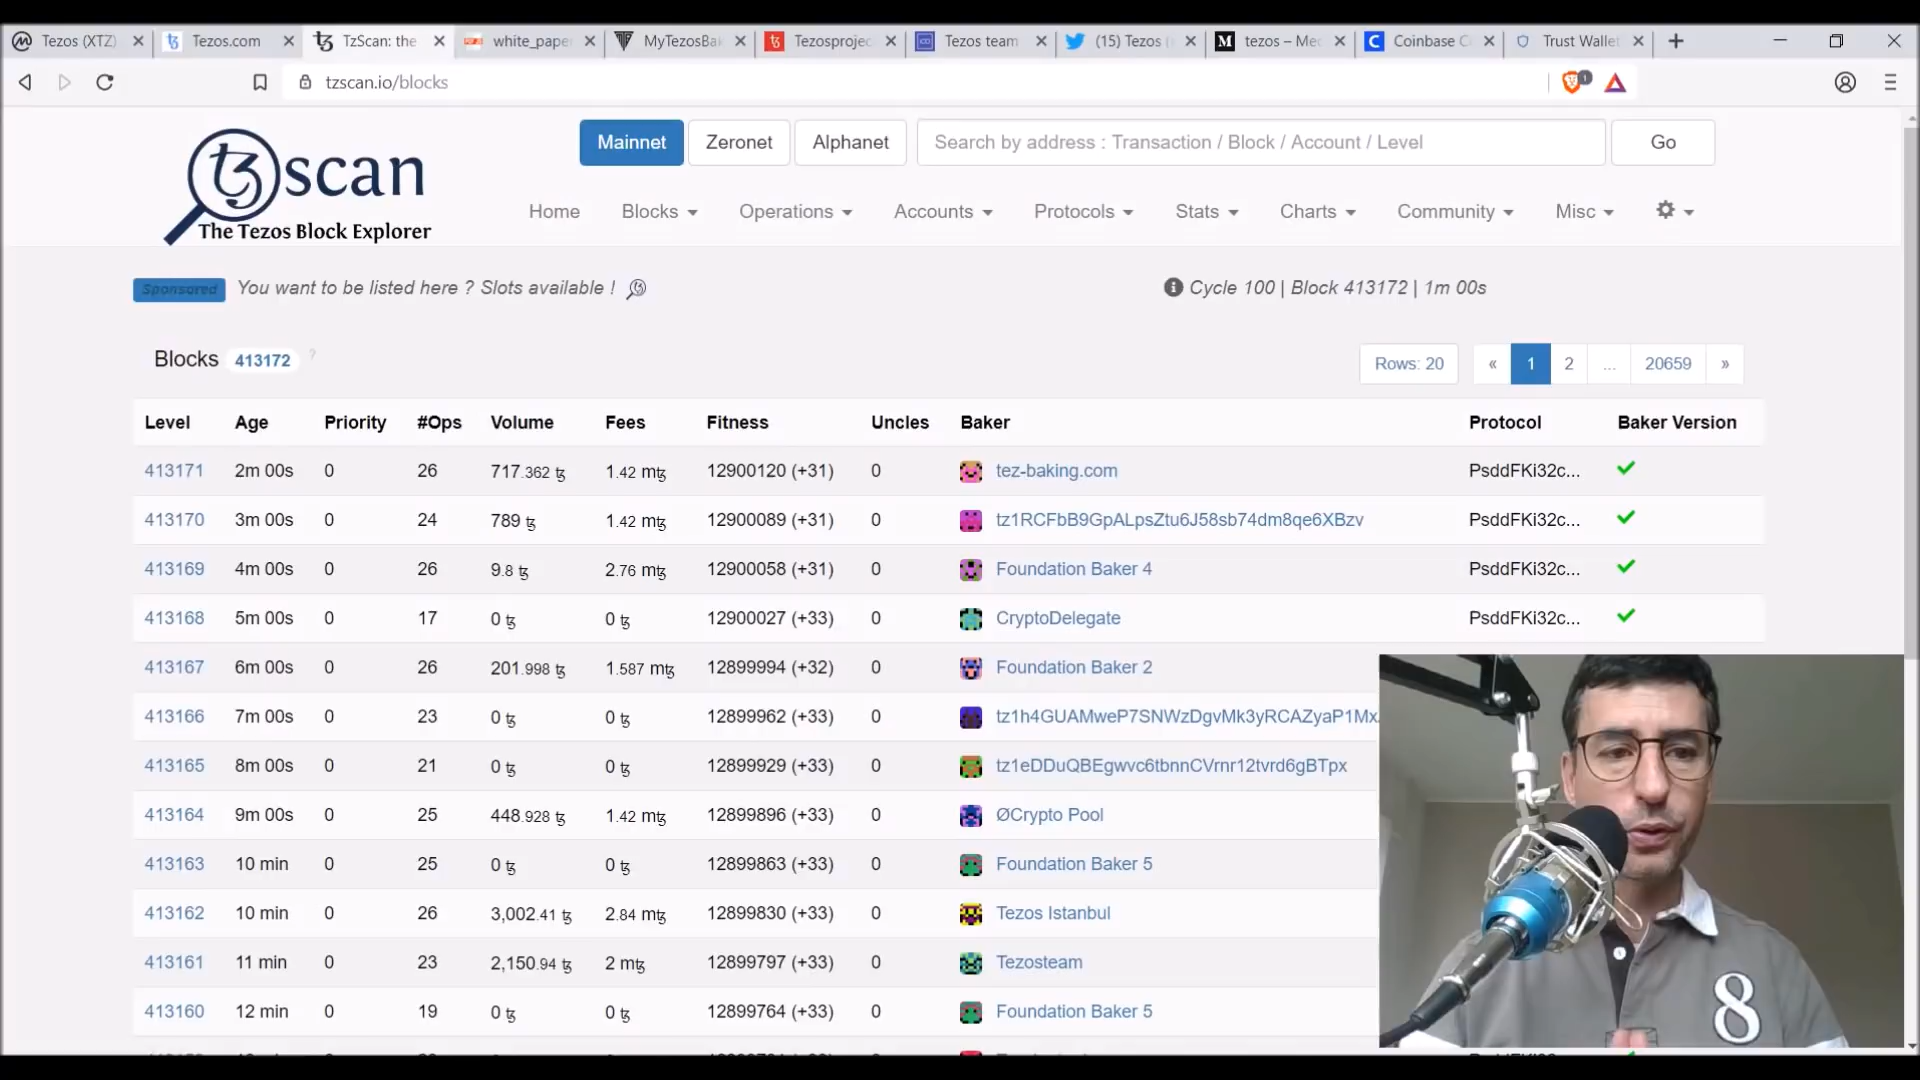 Tezos (XTZ)
Tezos.com
TzScan: the
white_pape
MyTezosBa
Tezosprojec
Tezos team
(15) Tezos (
tezos – Me
Coinbase C
Trust Wallet
tzscan.io/blocks
1
tzscan
The Tezos Block Explorer
Mainnet
Zeronet
Alphanet
Search by address : Transaction / Block / Account / Level
Go
Home
Blocks
Operations
Accounts
Protocols
Stats
Charts
Community
Misc
Sponsored
You want to be listed here ? Slots available !
Cycle 100 | Block 413172 | 1m 00s
Blocks 413172 ?
Rows: 20
« 1 2 ... 20659 »
Level Age Priority #Ops Volume Fees Fitness Uncles Baker Protocol Baker Version
413171 2m 00s 0 26 717.362 ꜩ 1.42 mꜩ 12900120 (+31) 0 tez-baking.com PsddFKi32c...
413170 3m 00s 0 24 789 ꜩ 1.42 mꜩ 12900089 (+31) 0 tz1RCFbB9GpALpsZtu6J58sb74dm8qe6XBzv PsddFKi32c...
413169 4m 00s 0 26 9.8 ꜩ 2.76 mꜩ 12900058 (+31) 0 Foundation Baker 4 PsddFKi32c...
413168 5m 00s 0 17 0 ꜩ 0 ꜩ 12900027 (+33) 0 CryptoDelegate PsddFKi32c...
413167 6m 00s 0 26 201.998 ꜩ 1.587 mꜩ 12899994 (+32) 0 Foundation Baker 2
413166 7m 00s 0 23 0 ꜩ 0 ꜩ 12899962 (+33) 0 tz1h4GUAMweP7SNWzDgvMk3yRCAZyaP1Mx
413165 8m 00s 0 21 0 ꜩ 0 ꜩ 12899929 (+33) 0 tz1eDDuQBEgwvc6tbnnCVrnr12tvrd6gBTpx
413164 9m 00s 0 25 448.928 ꜩ 1.42 mꜩ 12899896 (+33) 0 ØCrypto Pool
413163 10 min 0 25 0 ꜩ 0 ꜩ 12899863 (+33) 0 Foundation Baker 5
413162 10 min 0 26 3,002.41 ꜩ 2.84 mꜩ 12899830 (+33) 0 Tezos Istanbul
413161 11 min 0 23 2,150.94 ꜩ 2 mꜩ 12899797 (+33) 0 Tezosteam
413160 12 min 0 19 0 ꜩ 0 ꜩ 12899764 (+33) 0 Foundation Baker 5
8